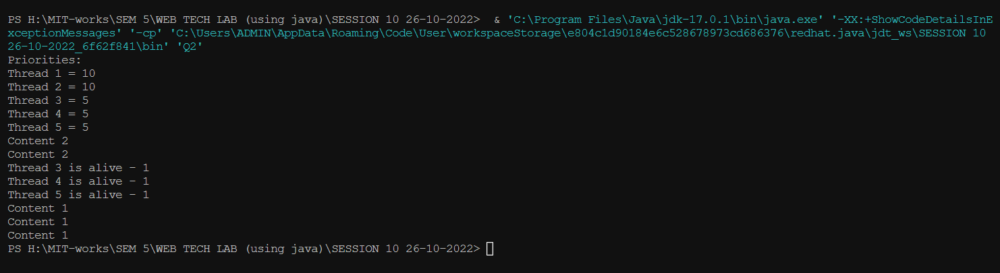 PS H:\MIT-works\SEM 5\WEB TECH LAB (using java)\SESSION 10 26-10-2022>  & 'C:\Program Files\Java\jdk-17.0.1\bin\java.exe' '-XX:+ShowCodeDetailsInE
xceptionMessages' '-cp' 'C:\Users\ADMIN\AppData\Roaming\Code\User\workspaceStorage\e804c1d90184e6c528678973cd686376\redhat.java\jdt_ws\SESSION 10
26-10-2022_6f62f841\bin' 'Q2'
Priorities:
Thread 1 = 10
Thread 2 = 10
Thread 3 = 5
Thread 4 = 5
Thread 5 = 5
Content 2
Content 2
Thread 3 is alive - 1
Thread 4 is alive - 1
Thread 5 is alive - 1
Content 1
Content 1
Content 1
PS H:\MIT-works\SEM 5\WEB TECH LAB (using java)\SESSION 10 26-10-2022>